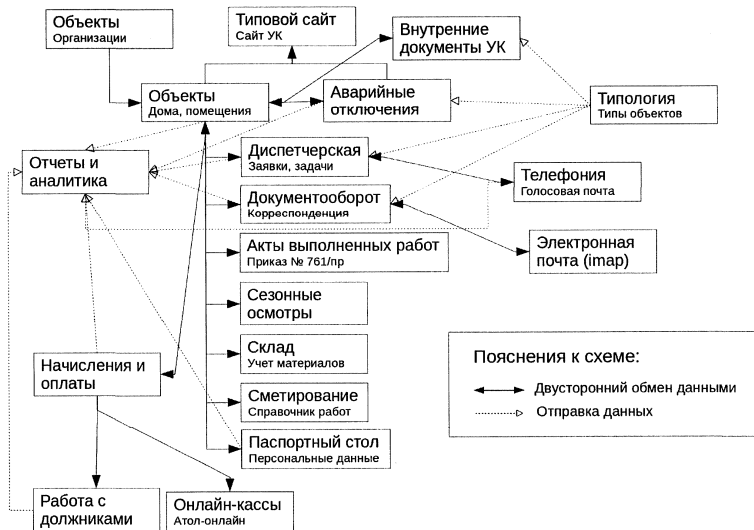 Объекты
Организации
Типовой сайт
Сайт УК
Внутренние
документы УК
Объекты
Дома, помещения
Аварийные
отключения
Типология
Типы объектов
Отчеты и
аналитика
Диспетчерская
Заявки, задачи
Телефония
Голосовая почта
Документооборот
Корреспонденция
Акты выполненных работ
Приказ № 761/пр
Электронная
почта (imap)
Сезонные
осмотры
Начисления и
оплаты
Склад
Учет материалов
Пояснения к схеме:
Двусторонний обмен данными
Отправка данных
Сметирование
Справочник работ
Паспортный стол
Персональные данные
Работа с
должниками
Онлайн-кассы
Атол-онлайн